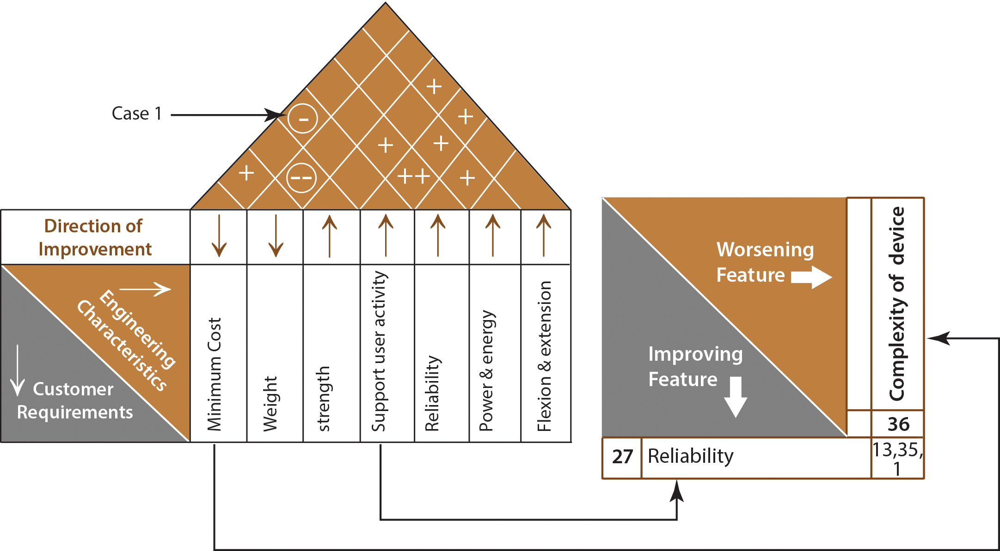 +
+
Case 1
-
+
+
+
--
++
+
Direction of
Improvement
Engineering
Characteristics
Customer
Requirements
Minimum Cost
Weight
strength
Support user activity
Reliability
Power & energy
Flexion & extension
Worsening
Feature
Improving
Feature
Complexity of device
36
27 Reliability
13,35,
1